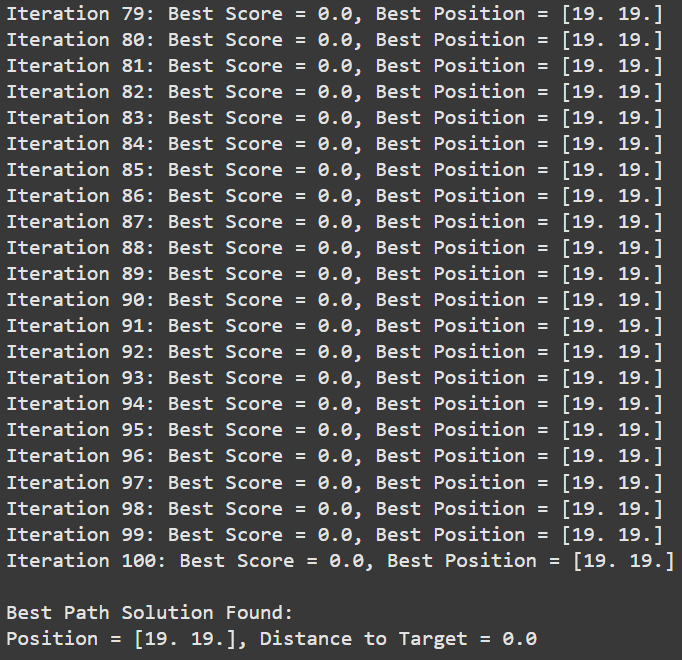 Iteration 79: Best Score = 0.0, Best Position = [19. 19.]
Iteration 80: Best Score = 0.0, Best Position = [19. 19.]
Iteration 81: Best Score = 0.0, Best Position = [19. 19.]
Iteration 82: Best Score = 0.0, Best Position = [19. 19.]
Iteration 83: Best Score = 0.0, Best Position = [19. 19.]
Iteration 84: Best Score = 0.0, Best Position = [19. 19.]
Iteration 85: Best Score = 0.0, Best Position = [19. 19.]
Iteration 86: Best Score = 0.0, Best Position = [19. 19.]
Iteration 87: Best Score = 0.0, Best Position = [19. 19.]
Iteration 88: Best Score = 0.0, Best Position = [19. 19.]
Iteration 89: Best Score = 0.0, Best Position = [19. 19.]
Iteration 90: Best Score = 0.0, Best Position = [19. 19.]
Iteration 91: Best Score = 0.0, Best Position = [19. 19.]
Iteration 92: Best Score = 0.0, Best Position = [19. 19.]
Iteration 93: Best Score = 0.0, Best Position = [19. 19.]
Iteration 94: Best Score = 0.0, Best Position = [19. 19.]
Iteration 95: Best Score = 0.0, Best Position = [19. 19.]
Iteration 96: Best Score = 0.0, Best Position = [19. 19.]
Iteration 97: Best Score = 0.0, Best Position = [19. 19.]
Iteration 98: Best Score = 0.0, Best Position = [19. 19.]
Iteration 99: Best Score = 0.0, Best Position = [19. 19.]
Iteration 100: Best Score = 0.0, Best Position = [19. 19.]
Best Path Solution Found:
Position = [19. 19.], Distance to Target = 0.0